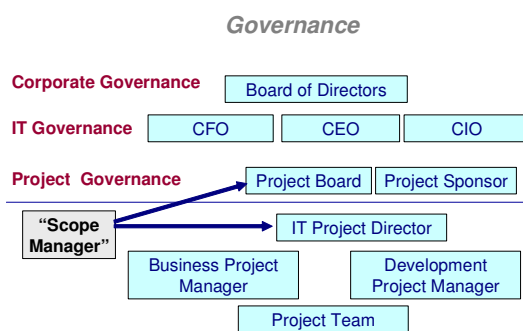 Governance
Corporate Governance
Board of Directors
IT Governance
CFO
CEO
CIO
Project  Governance
Project Board
Project Sponsor
“Scope
Manager”
IT Project Director
Business Project
Manager
Development
Project Manager
Project Team